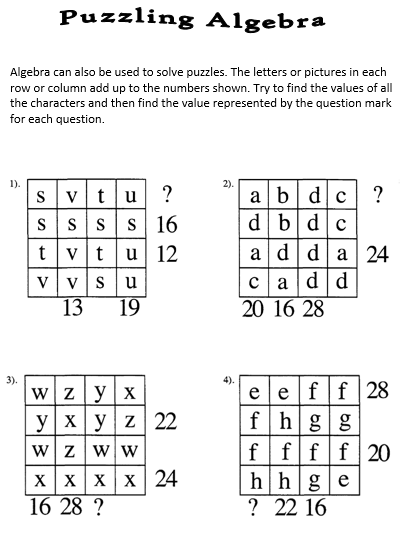 Puzzling Algebra
Algebra can also be used to solve puzzles. The letters or pictures in each
row or column add up to the numbers shown. Try to find the values of all
the characters and then find the value represented by the question mark
for each question.
1).
s v t u ?
s s s s 16
t v t u 12
v v s u
13 19
2).
a b d c ?
d b d c
a d d a 24
c a d d
20 16 28
3).
w z y x
y x y z 22
w z w w
x x x x 24
16 28 ?
4).
e e f f 28
f h g g
f f f f 20
h h g e
? 22 16